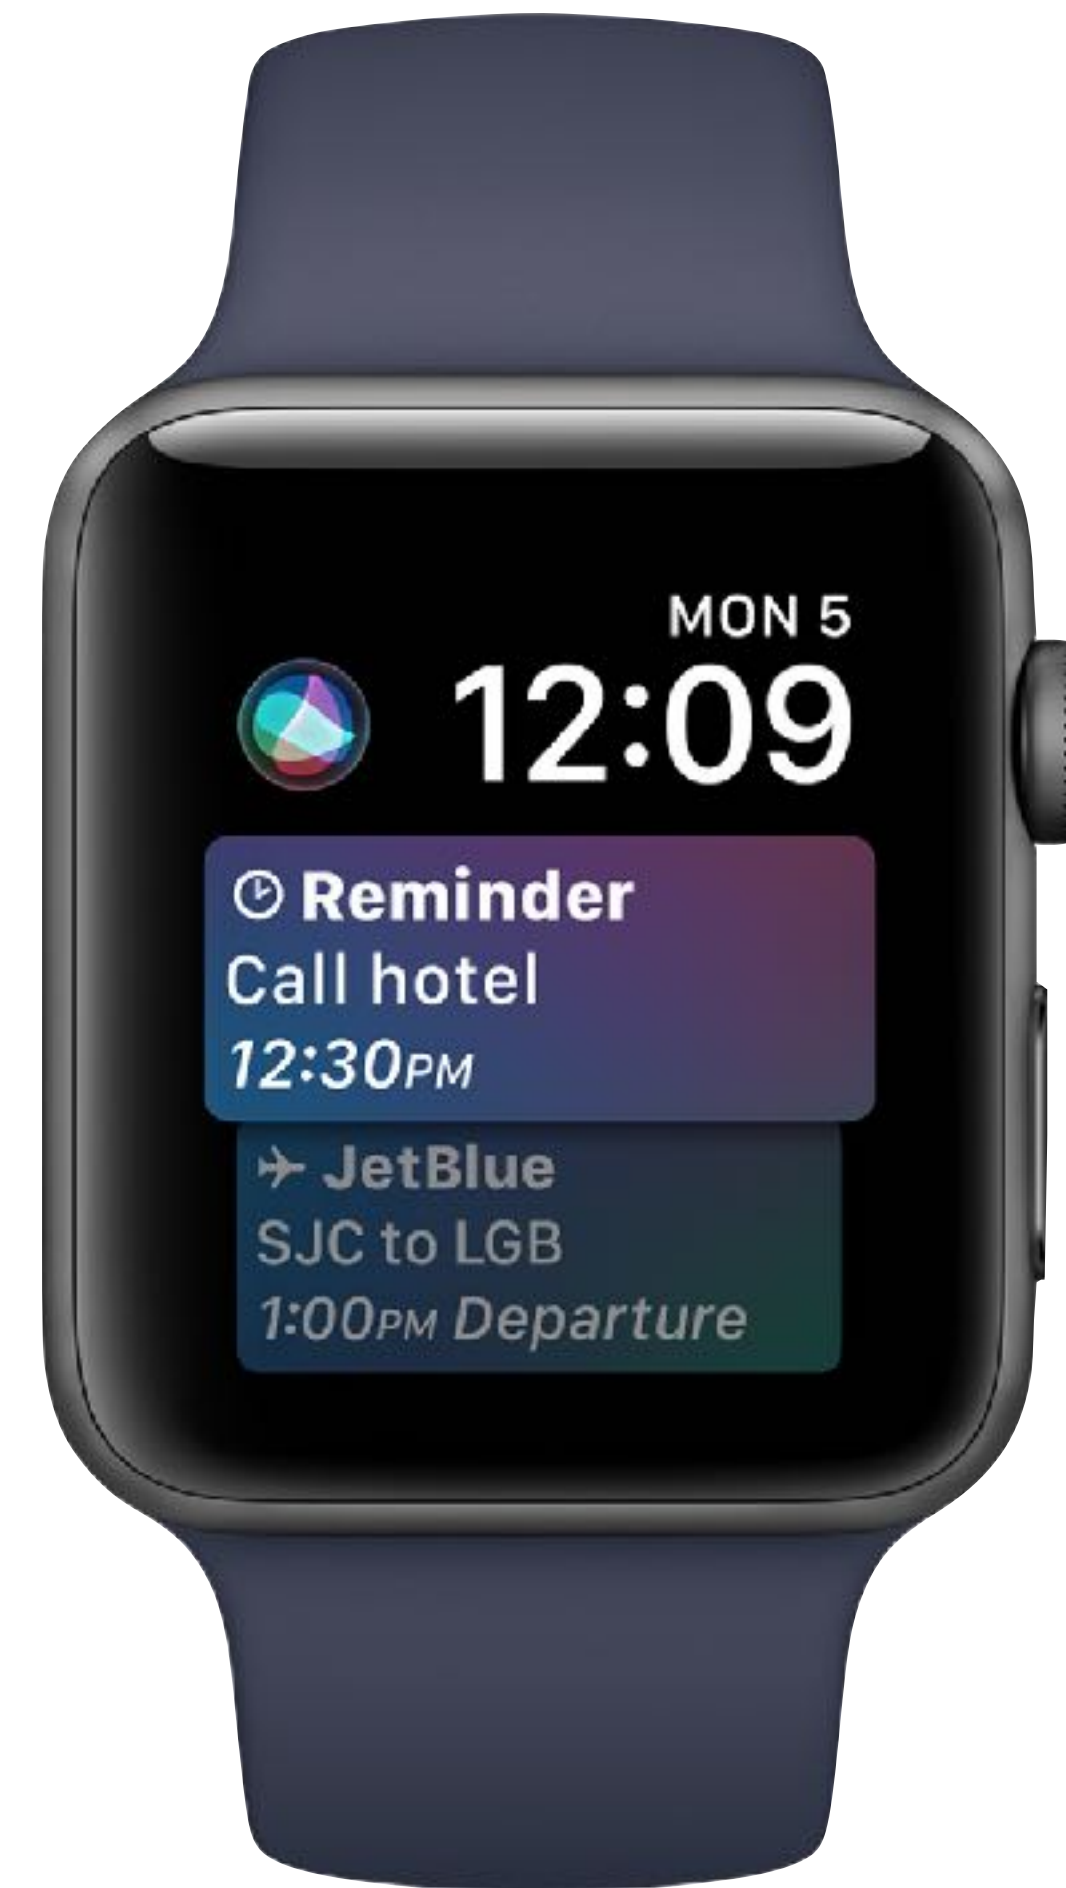 MON 5
12:09
Reminder
Call hotel
12:30PM
JetBlue
SJC to LGB
1:00PM Departure